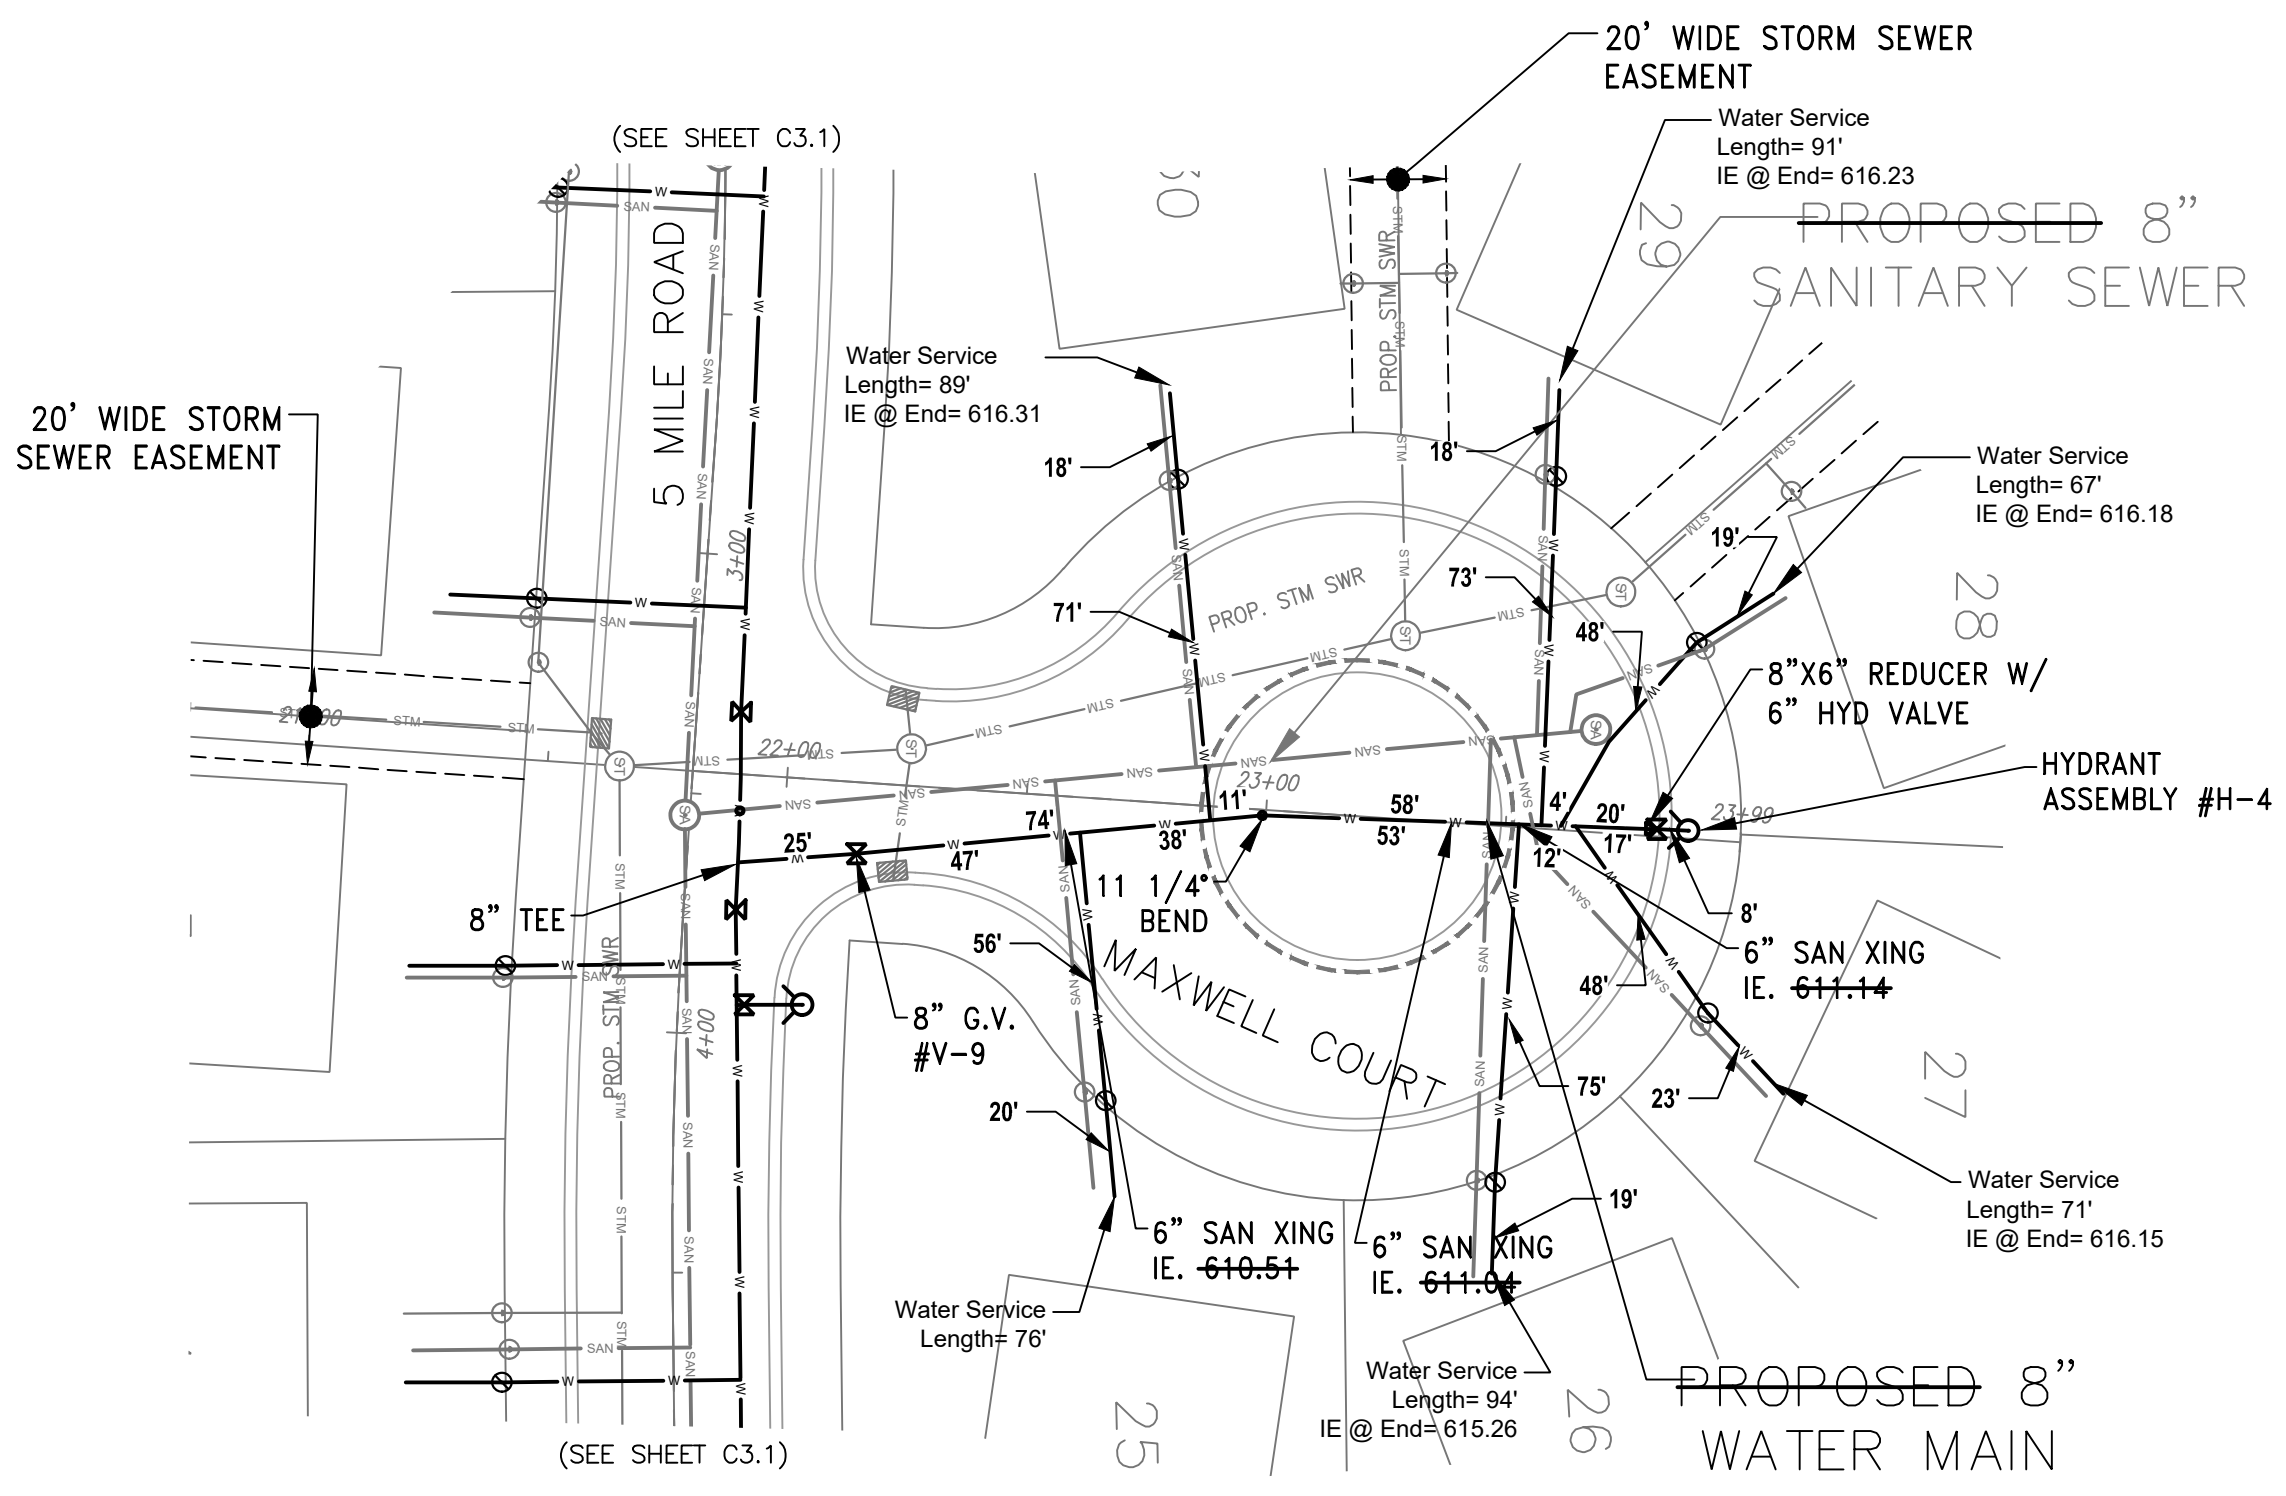 20' WIDE STORM SEWER
EASEMENT
Water Service
Length= 91'
IE @ End= 616.23
(SEE SHEET C3.1)
PROPOSED 8"
SANITARY SEWER
30
29
5 MILE ROAD
PROP. STM SWR
Water Service
Length= 89'
IE @ End= 616.31
20' WIDE STORM
SEWER EASEMENT
18'
18'
Water Service
Length= 67'
IE @ End= 616.18
19'
3+00
73'
71'
PROP. STM SWR
48'
28
8"X6" REDUCER W/
6" HYD VALVE
22+00
23+00
HYDRANT
ASSEMBLY #H-4
23+99
11'
58'
4'
20'
74'
25'
47'
38'
53'
12'
17'
11 1/4°
BEND
8" TEE
8'
56'
6" SAN XING
IE. 611.14
MAXWELL COURT
48'
8" G.V.
#V-9
4+00
PROP. STM SWR
75'
23'
27
20'
Water Service
Length= 71'
IE @ End= 616.15
19'
6" SAN XING
IE. 610.51
6" SAN XING
IE. 611.04
Water Service
Length= 76'
Water Service
Length= 94'
IE @ End= 615.26
PROPOSED 8"
WATER MAIN
25
26
(SEE SHEET C3.1)
W
SAN
STM
ST
SA